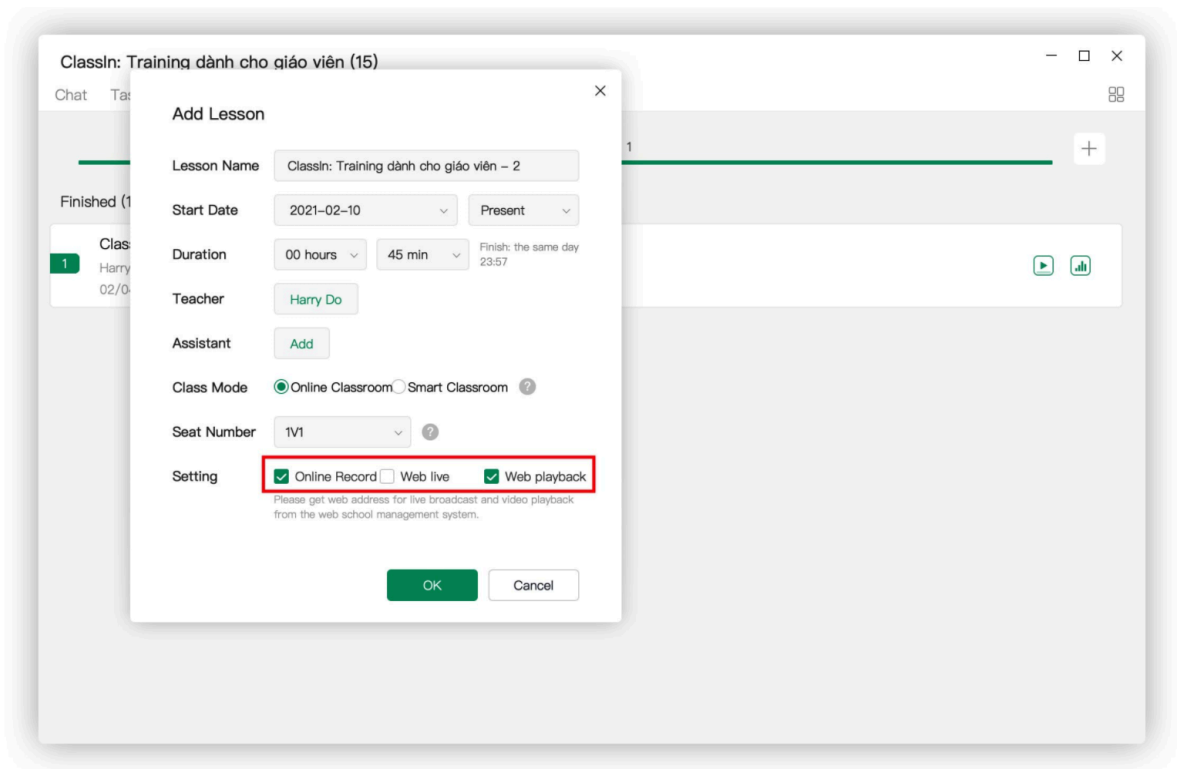 ClassIn: Training dành cho giáo viên (15)
Chat
Add Lesson
1
Lesson Name ClassIn: Training dành cho giáo viên – 2
Finished
Start Date 2021–02–10 Present
Duration 00 hours 45 min Finish: the same day
23:57
1
Harry
02/0
Teacher Harry Do
Assistant Add
Class Mode Online Classroom Smart Classroom ?
Seat Number 1V1 ?
Setting Online Record Web live Web playback
Please get web address for live broadcast and video playback
from the web school management system.
OK Cancel